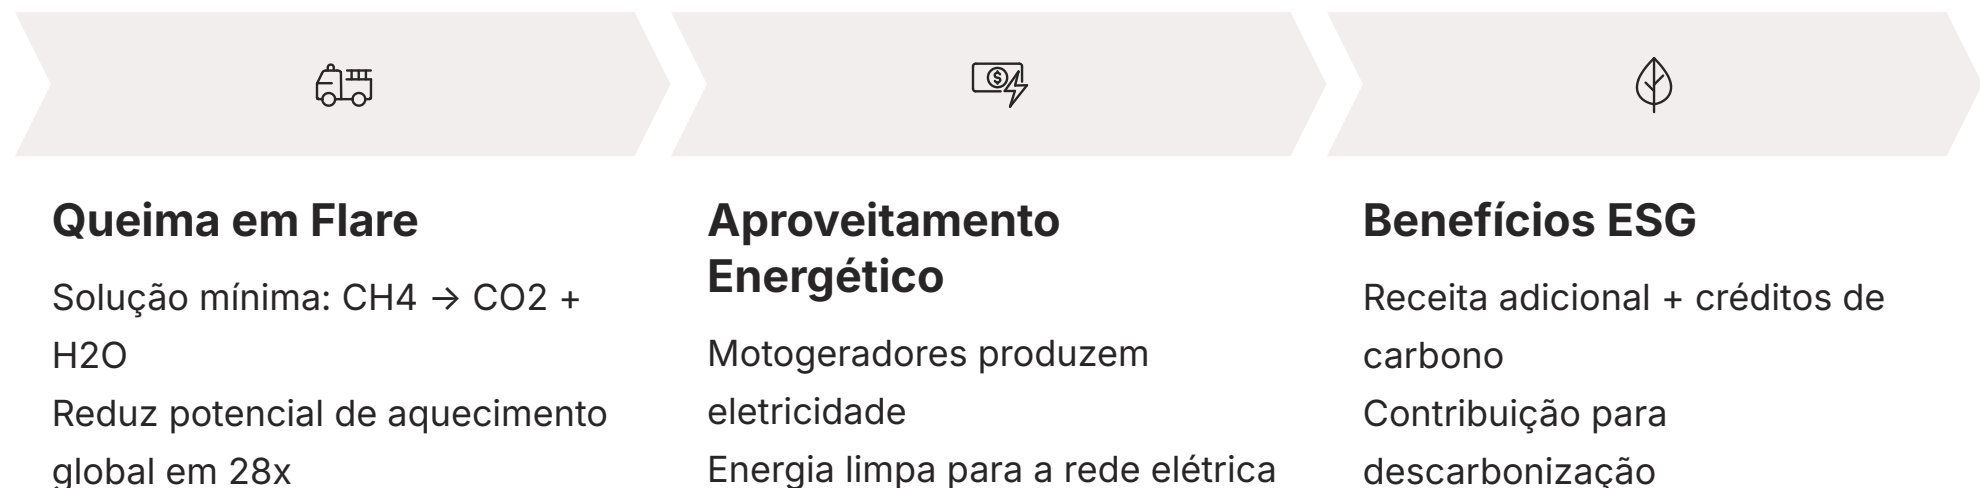 Queima em Flare
Solução mínima: CH4 → CO2 +
H2O
Reduz potencial de aquecimento
global em 28x
Aproveitamento
Energético
Motogeradores produzem
eletricidade
Energia limpa para a rede elétrica
Benefícios ESG
Receita adicional + créditos de
carbono
Contribuição para
descarbonização